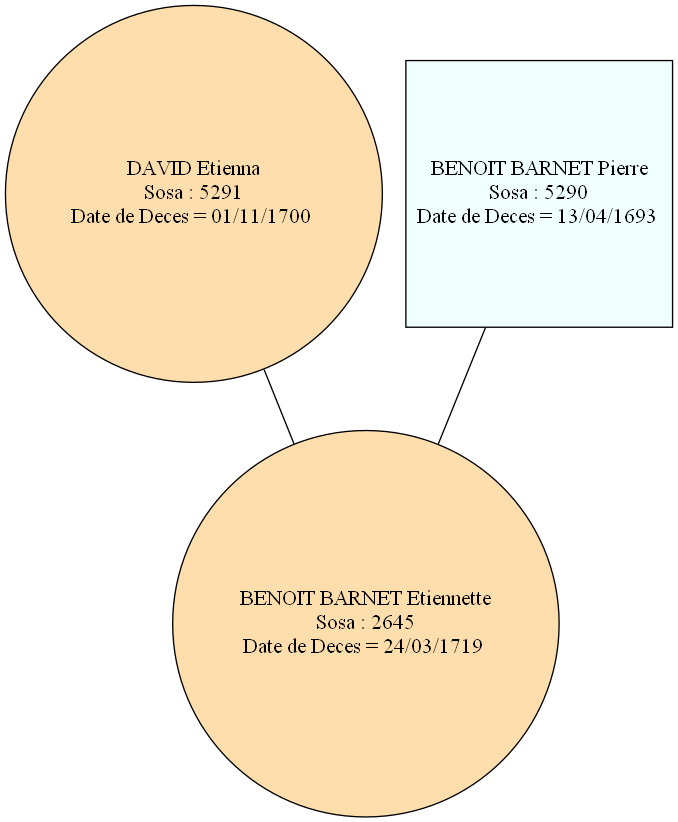 DAVID Etienna
Sosa : 5291
Date de Deces = 01/11/1700
BENOIT BARNET Pierre
Sosa : 5290
Date de Deces = 13/04/1693
BENOIT BARNET Etiennette
Sosa : 2645
Date de Deces = 24/03/1719